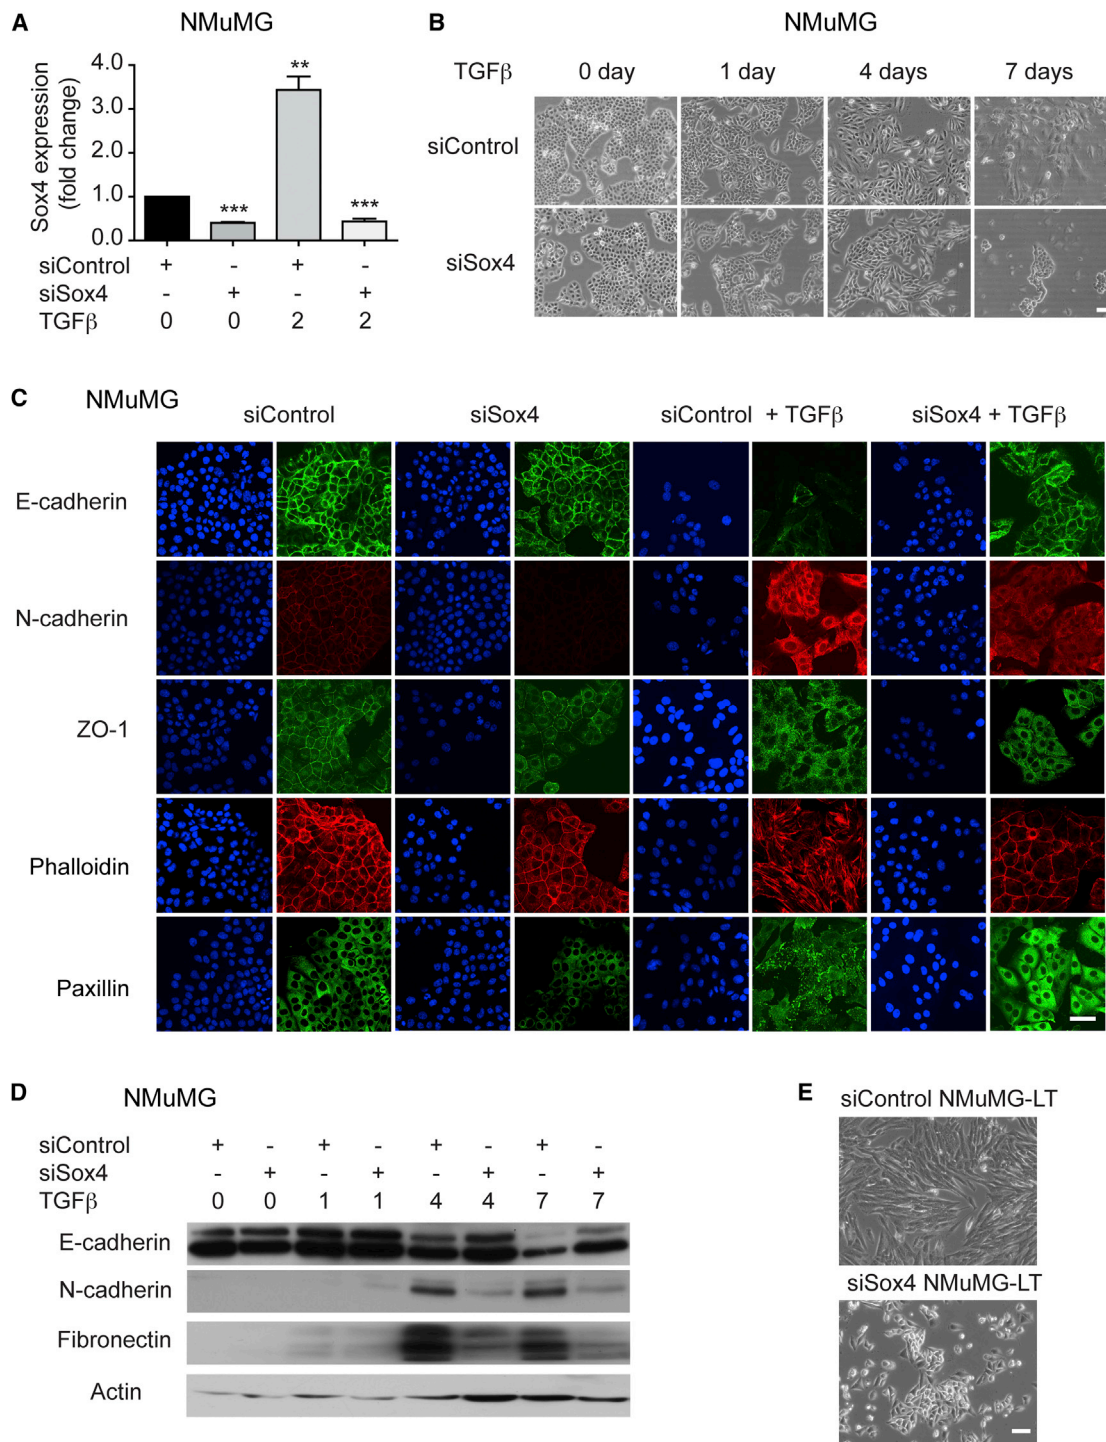 A
NMuMG
Sox4 expression
(fold change)
4.0
3.0
2.0
1.0
0.0
***
**
***
siControl + - + -
siSox4 - + - +
TGFβ 0 0 2 2
B
NMuMG
TGFβ 0 day 1 day 4 days 7 days
siControl
siSox4
C
NMuMG
siControl siSox4 siControl + TGFβ siSox4 + TGFβ
E-cadherin
N-cadherin
ZO-1
Phalloidin
Paxillin
D
NMuMG
siControl + - + - + - + -
siSox4 - + - + - + - +
TGFβ 0 0 1 1 4 4 7 7
E-cadherin
N-cadherin
Fibronectin
Actin
E
siControl NMuMG-LT
siSox4 NMuMG-LT